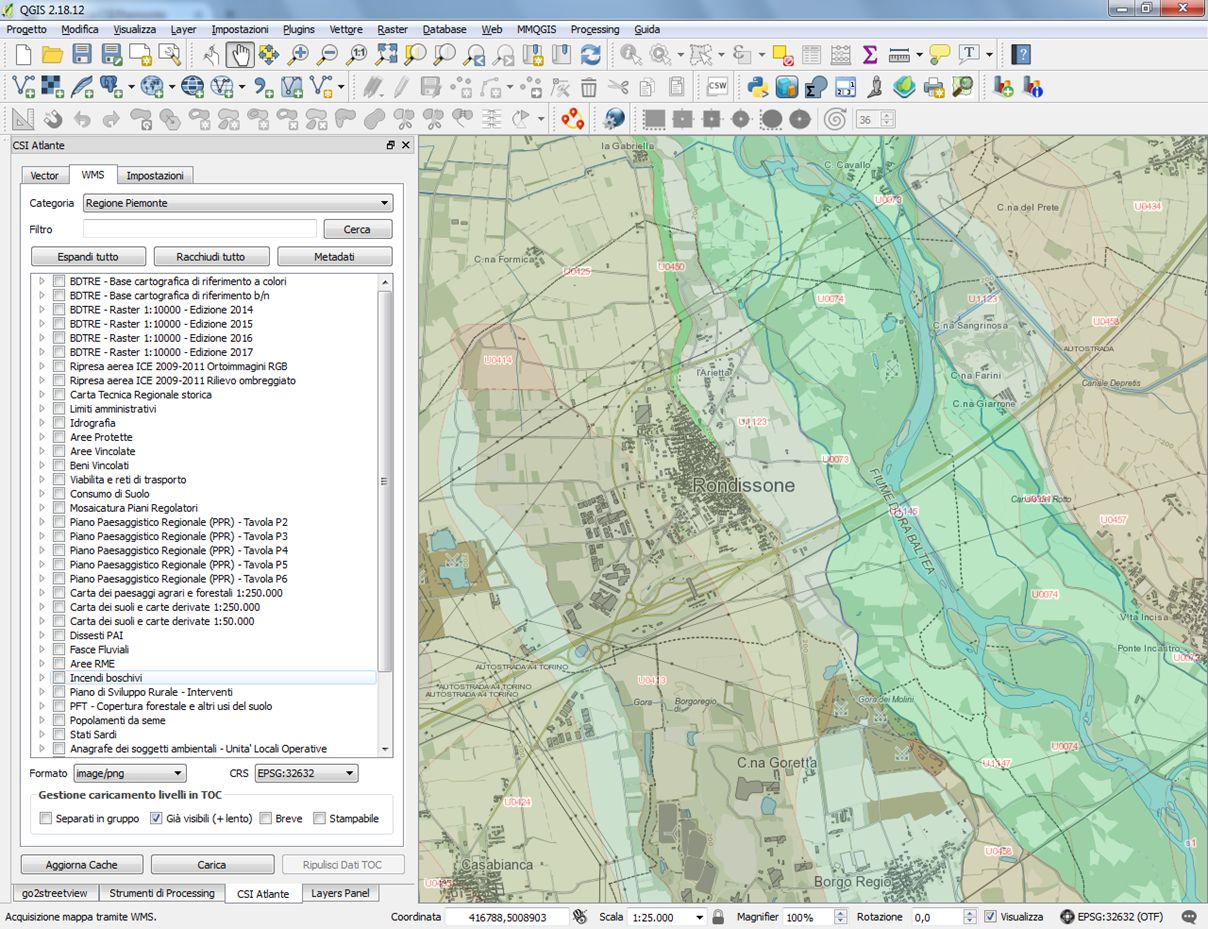 QGIS 2.18.12
Progetto Modifica Visualizza Layer Impostazioni Plugins Vettore Raster Database Web MMQGIS Processing Guida
CSW
36
CSI Atlante
Vector WMS Impostazioni
Categoria Regione Piemonte
Filtro Cerca
Espandi tutto Racchiudi tutto Metadati
BDTRE - Base cartografica di riferimento a colori
BDTRE - Base cartografica di riferimento b/n
BDTRE - Raster 1:10000 - Edizione 2014
BDTRE - Raster 1:10000 - Edizione 2015
BDTRE - Raster 1:10000 - Edizione 2016
BDTRE - Raster 1:10000 - Edizione 2017
Ripresa aerea ICE 2009-2011 Ortoimmagini RGB
Ripresa aerea ICE 2009-2011 Rilievo ombreggiato
Carta Tecnica Regionale storica
Limiti amministrativi
Idrografia
Aree Protette
Aree Vincolate
Beni Vincolati
Viabilita e reti di trasporto
Consumo di Suolo
Mosaicatura Piani Regolatori
Piano Paesaggistico Regionale (PPR) - Tavola P2
Piano Paesaggistico Regionale (PPR) - Tavola P3
Piano Paesaggistico Regionale (PPR) - Tavola P4
Piano Paesaggistico Regionale (PPR) - Tavola P5
Piano Paesaggistico Regionale (PPR) - Tavola P6
Carta dei paesaggi agrari e forestali 1:250.000
Carta dei suoli e carte derivate 1:250.000
Carta dei suoli e carte derivate 1:50.000
Dissesti PAI
Fasce Fluviali
Aree RME
Incendi boschivi
Piano di Sviluppo Rurale - Interventi
PFT - Copertura forestale e altri usi del suolo
Popolamenti da seme
Stati Sardi
Anagrafe dei soggetti ambientali - Unita' Locali Operative
Formato image/png CRS EPSG:32632
Gestione caricamento livelli in TOC
Separati in gruppo Già visibili (+ lento) Breve Stampabile
Aggiorna Cache Carica Ripulisci Dati TOC
go2streetview Strumenti di Processing CSI Atlante Layers Panel
la Gabriella
C. Cavallo
U0073
C.na del Prete
U0434
C.na Formica
U0425
U0450
U0074
U1123
C.na Sangrinosa
U0458
AUTOSTRADA
U0414
l'Arietta
C.na Farini
Canale Depretis
C.na Giarrone
U1123
U0073
Rondissone
FIUME DORA BALTEA
U1145
Canale del Rotto
U0457
U0074
V.ta Incisa
Ponte Incastro
AUTOSTRADA A4 TORINO
U0413
AUTOSTRADA A4 TORINO
AUTOSTRADA A4 TORINO
Gora di Borgoregio
Gora dei Molini
U0074
C.na Goretta
U1147
U0424
s1
U0456
Casabianca
Borgo Regio
Acquisizione mappa tramite WMS. Coordinata 416788,5008903 Scala 1:25.000 Magnifier 100% Rotazione 0,0 Visualizza EPSG:32632 (OTF)